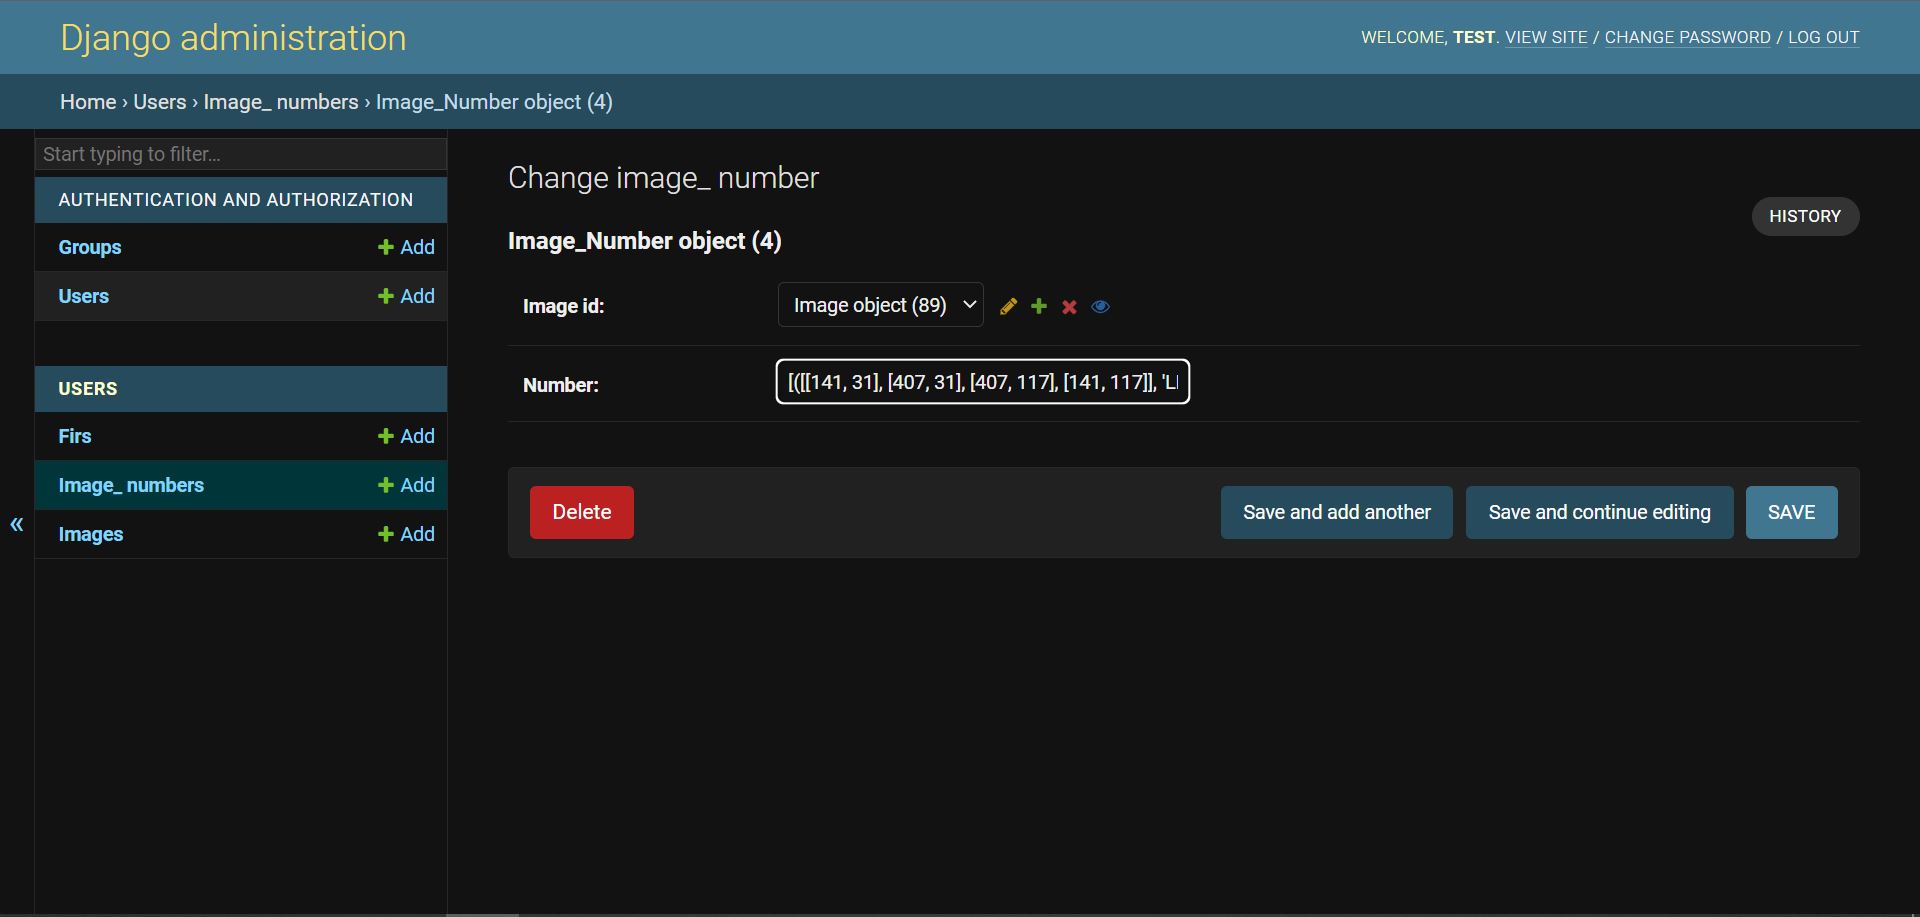 Django administration
WELCOME, TEST. VIEW SITE / CHANGE PASSWORD / LOG OUT
Home › Users › Image_ numbers › Image_Number object (4)
Start typing to filter...
AUTHENTICATION AND AUTHORIZATION
Groups + Add
Users + Add
USERS
Firs + Add
Image_ numbers + Add
Images + Add
«
Change image_ number
HISTORY
Image_Number object (4)
Image id: Image object (89)
Number: [([[141, 31], [407, 31], [407, 117], [141, 117]], 'L
Delete
Save and add another
Save and continue editing
SAVE